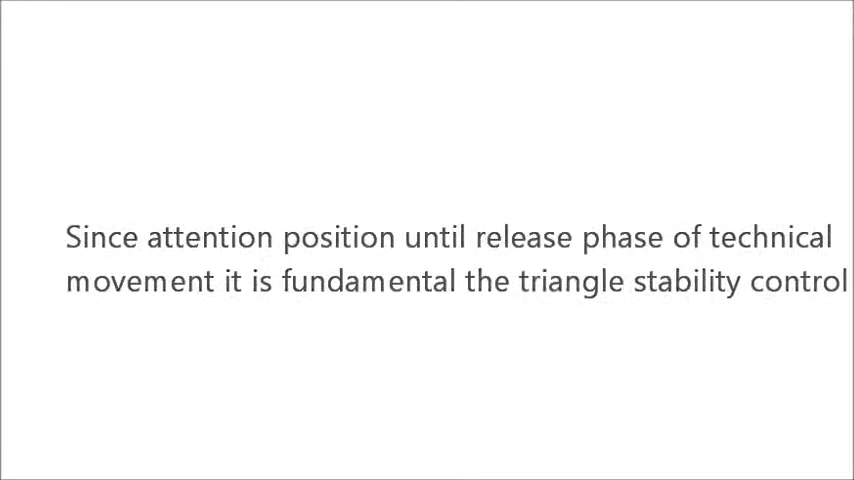 Since attention position until release phase of technical
movement it is fundamental the triangle stability control